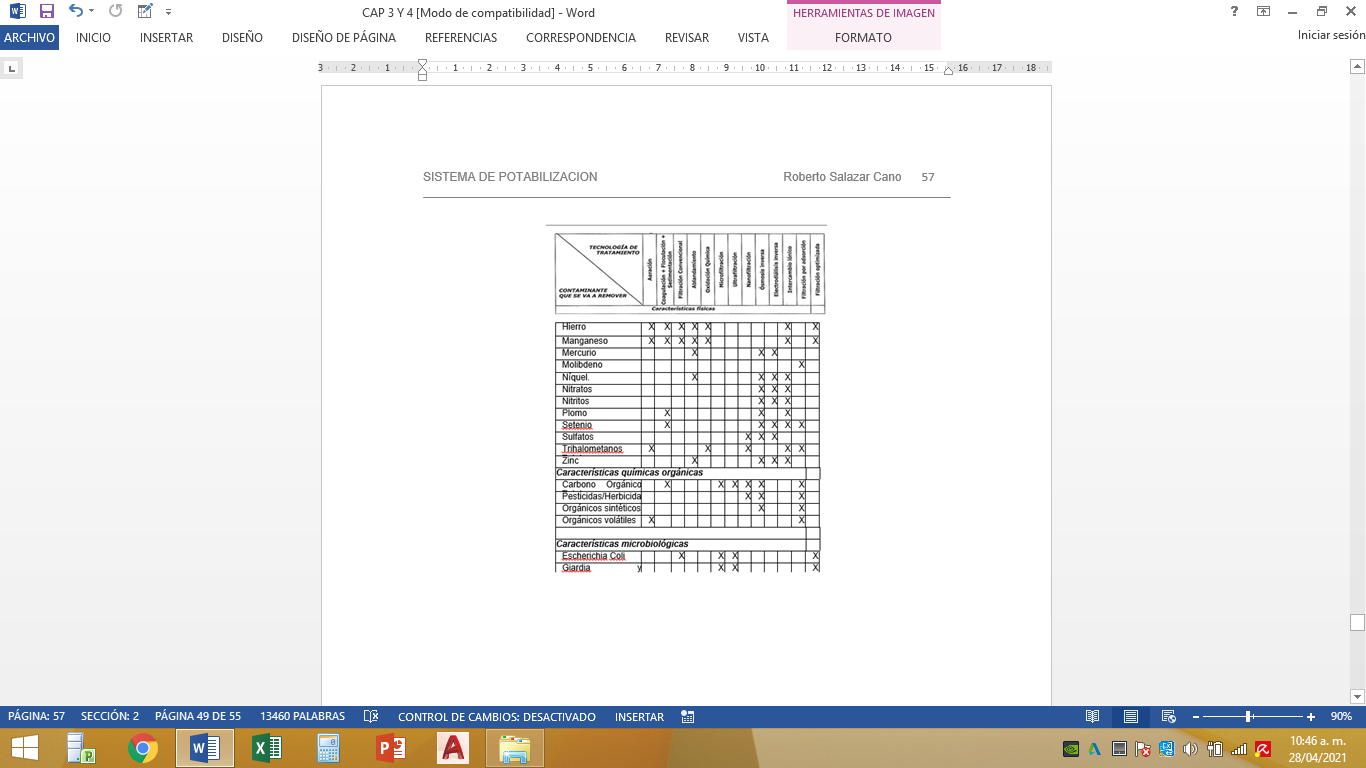 CAP 3 Y 4 [Modo de compatibilidad] - Word
HERRAMIENTAS DE IMAGEN
ARCHIVO INICIO INSERTAR DISEÑO DISEÑO DE PÁGINA REFERENCIAS CORRESPONDENCIA REVISAR VISTA FORMATO
Iniciar sesión
3 2 1 1 2 3 4 5 6 7 8 9 10 11 12 13 14 15 16 17 18
SISTEMA DE POTABILIZACION Roberto Salazar Cano 57
TECNOLOGÍA DE
TRATAMIENTO
CONTAMINANTE
QUE SE VA A REMOVER
Aeración
Coagulación + Floculación +
Sedimentación
Filtración Convencional
Ablandamiento
Oxidación Química
Microfiltración
Ultrafiltración
Nanofiltración
Ósmosis inversa
Electrodiálisis inversa
Intercambio Iónico
Filtración por adsorción
Filtración optimizada
Características físicas
Hierro X X X X X X X
Manganeso X X X X X X X
Mercurio X X X
Molibdeno X
Níquel. X X X X
Nitratos X X X
Nitritos X X X
Plomo X X X
Setenio X X X X X
Sulfatos X X X
Trihalometanos X X X X X
Zinc X X X X
Características químicas orgánicas
Carbono Orgánico X X X X X X
Pesticidas/Herbicida X X X
Orgánicos sintéticos X X
Orgánicos volátiles X X
Características microbiológicas
Escherichia Coli X X X X
Giardia y X X X
PÁGINA: 57 SECCIÓN: 2 PÁGINA 49 DE 55 13460 PALABRAS CONTROL DE CAMBIOS: DESACTIVADO INSERTAR 90%
10:46 a. m.
28/04/2021